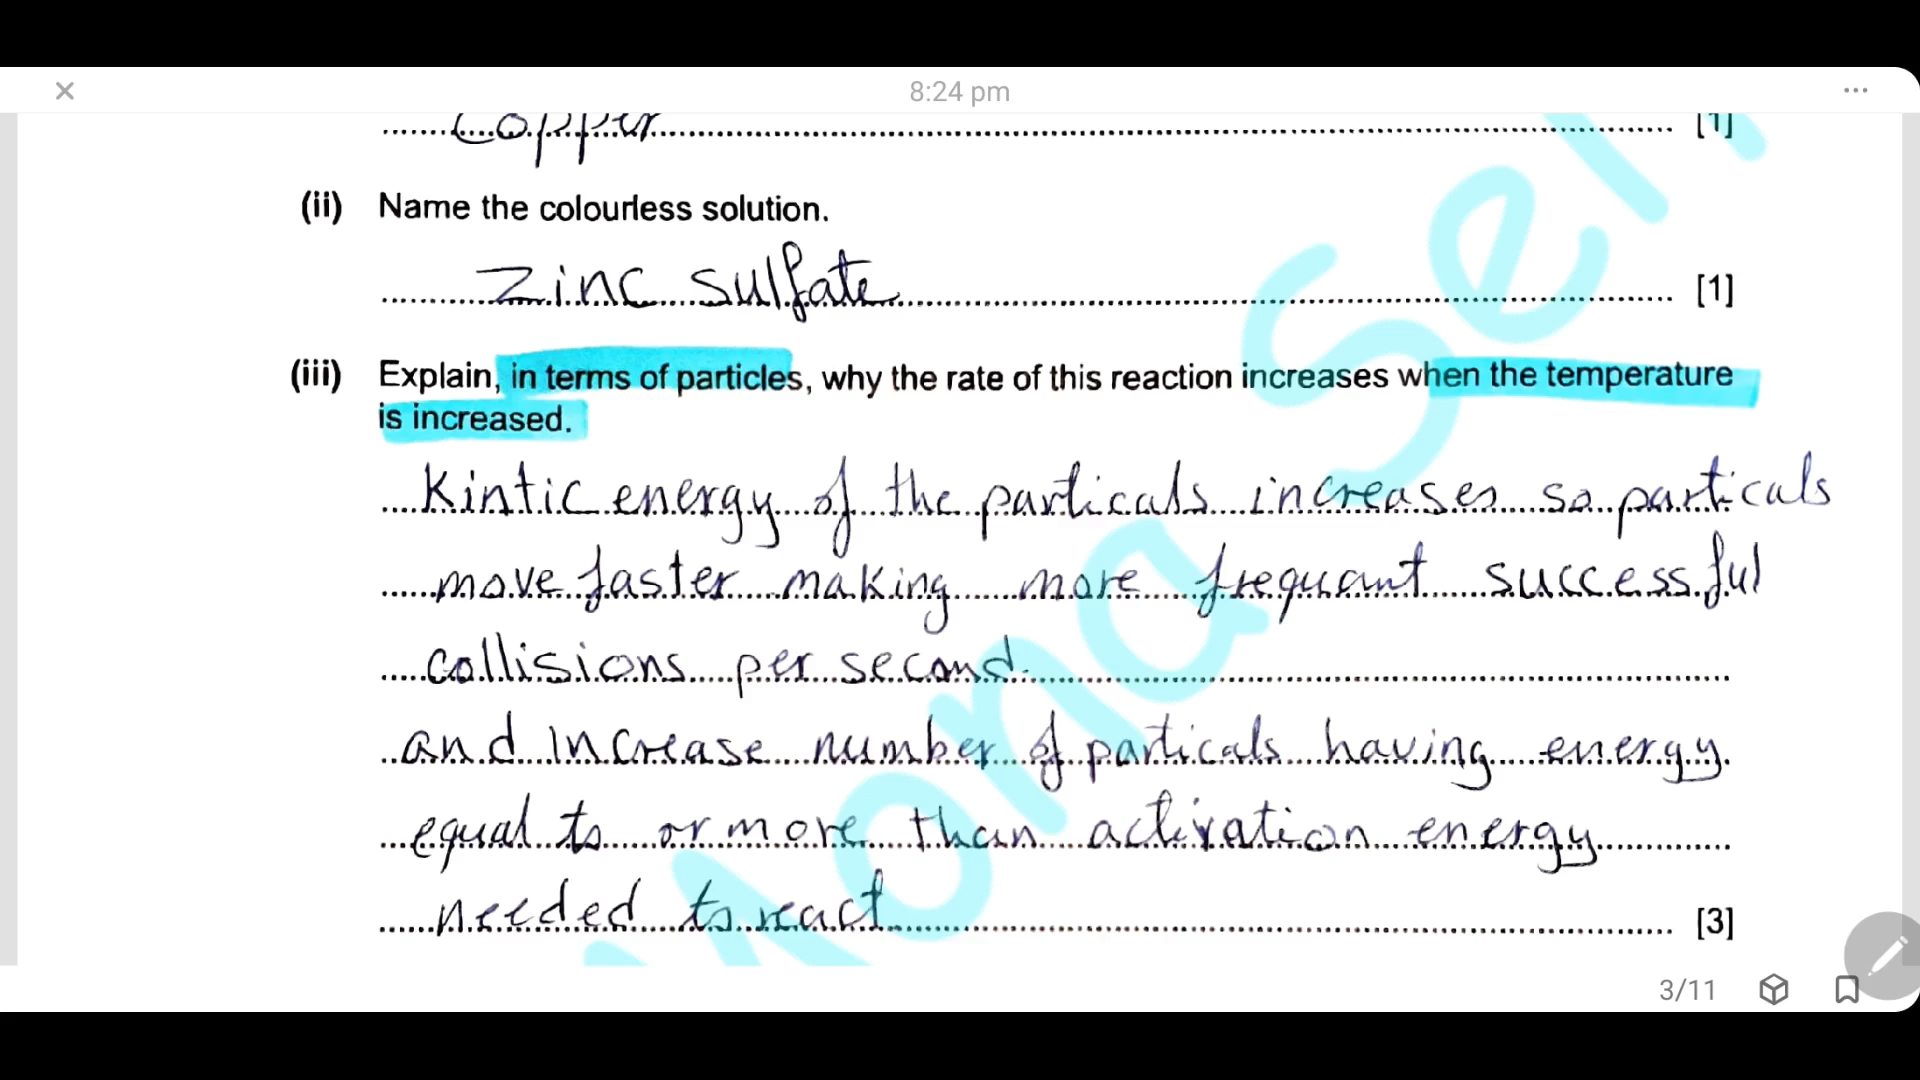 8:24 pm
Copper [1]
(ii) Name the colourless solution.
Zinc sulfate [1]
(iii) Explain, in terms of particles, why the rate of this reaction increases when the temperature
is increased.
Kintic energy of the particals increases so particals
move faster making more frequant successful
collisions per second.
and increase number of particals having energy
equal to or more than activation energy
needed to react [3]
Mona Sel
3/11